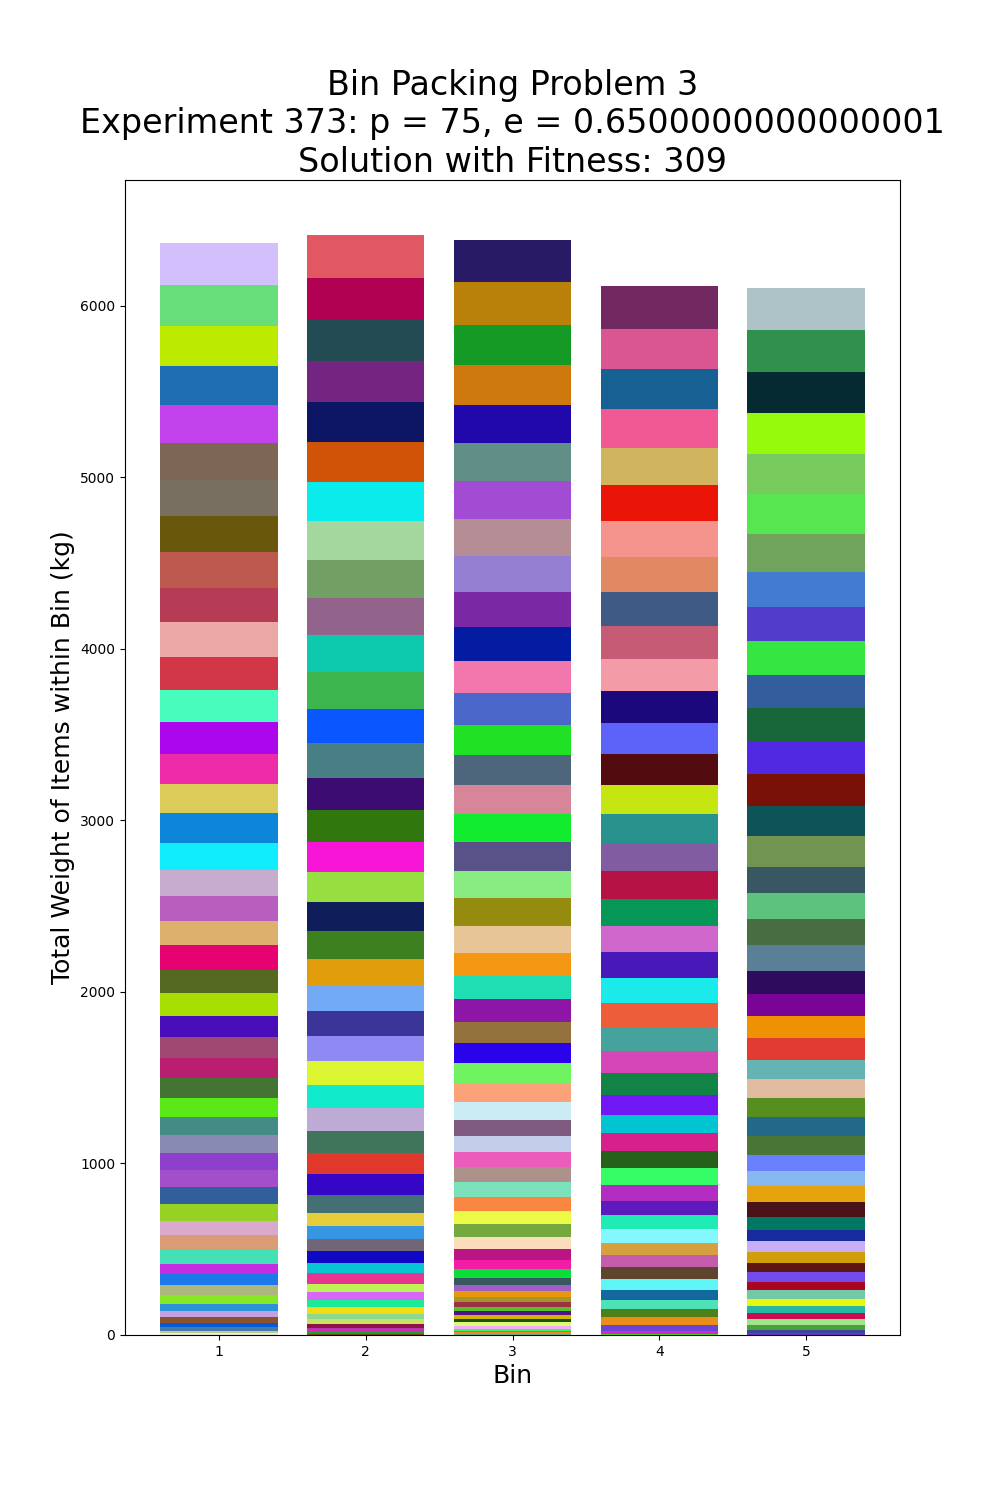 Bin Packing Problem 3
Experiment 373: p = 75, e = 0.6500000000000001
Solution with Fitness: 309
Total Weight of Items within Bin (kg)
6000
5000
4000
3000
2000
1000
0
1 2 3 4 5
Bin